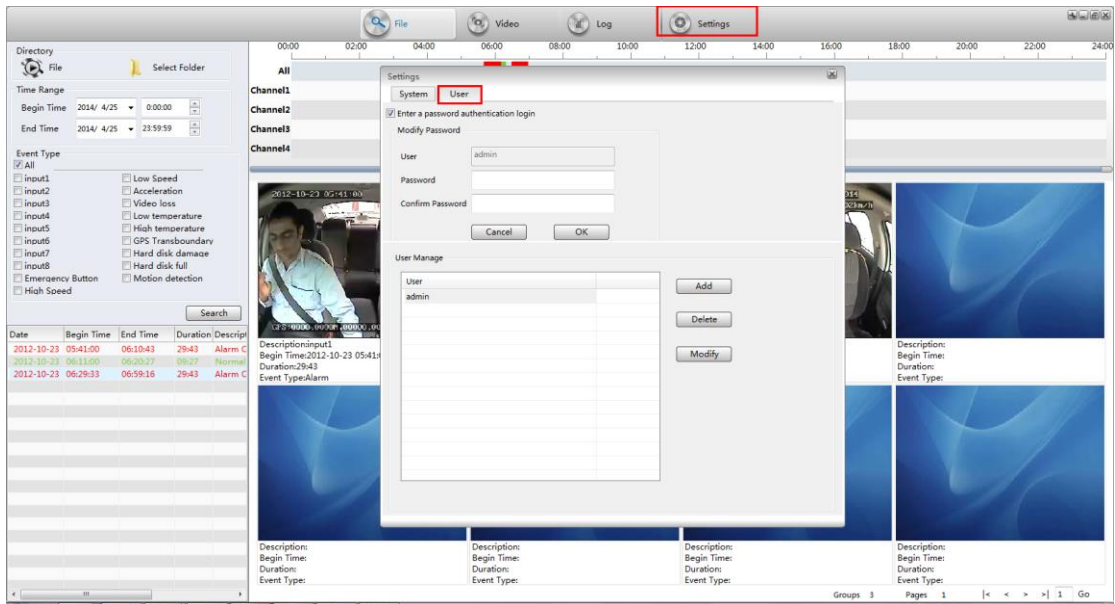 File
Video
Log
Settings
Directory
File
Select Folder
Time Range
Begin Time 2014/ 4/25 0:00:00
End Time 2014/ 4/25 23:59:59
Event Type
All
input1 Low Speed
input2 Acceleration
input3 Video loss
input4 Low temperature
input5 High temperature
input6 GPS Transboundary
input7 Hard disk damage
input8 Hard disk full
Emergency Button Motion detection
High Speed
Search
Date Begin Time End Time Duration Descript
2012-10-23 05:41:00 06:10:43 29:43 Alarm C
2012-10-23 06:11:00 06:20:27 09:27 Normal
2012-10-23 06:29:33 06:59:16 29:43 Alarm C
00:00 02:00 04:00 06:00 08:00 10:00 12:00 14:00 16:00 18:00 20:00 22:00 24:00
All
Channel1
Channel2
Channel3
Channel4
Settings
System User
Enter a password authentication login
Modify Password
User admin
Password
Confirm Password
Cancel OK
User Manage
User
admin
Add
Delete
Modify
2012-10-23 05:41:00
Description:input1
Begin Time:2012-10-23 05:41:
Duration:29:43
Event Type:Alarm
Description:
Begin Time:
Duration:
Event Type:
Description:
Begin Time:
Duration:
Event Type:
Description:
Begin Time:
Duration:
Event Type:
Description:
Begin Time:
Duration:
Event Type:
Description:
Begin Time:
Duration:
Event Type:
Groups 3 Pages 1 |< < > >| 1 Go